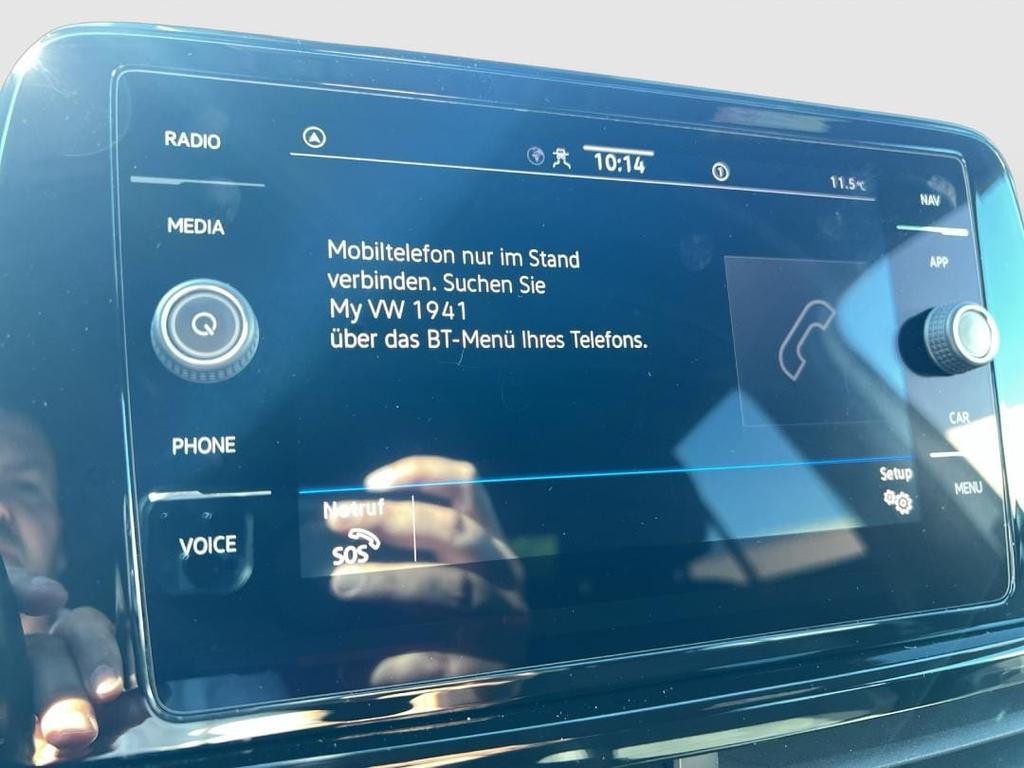 RADIO
MEDIA
PHONE
VOICE
10:14
1
11.5°C
Mobiltelefon nur im Stand
verbinden. Suchen Sie
My VW 1941
über das BT-Menü Ihres Telefons.
Notruf
SOS
Setup
NAV
APP
CAR
MENU